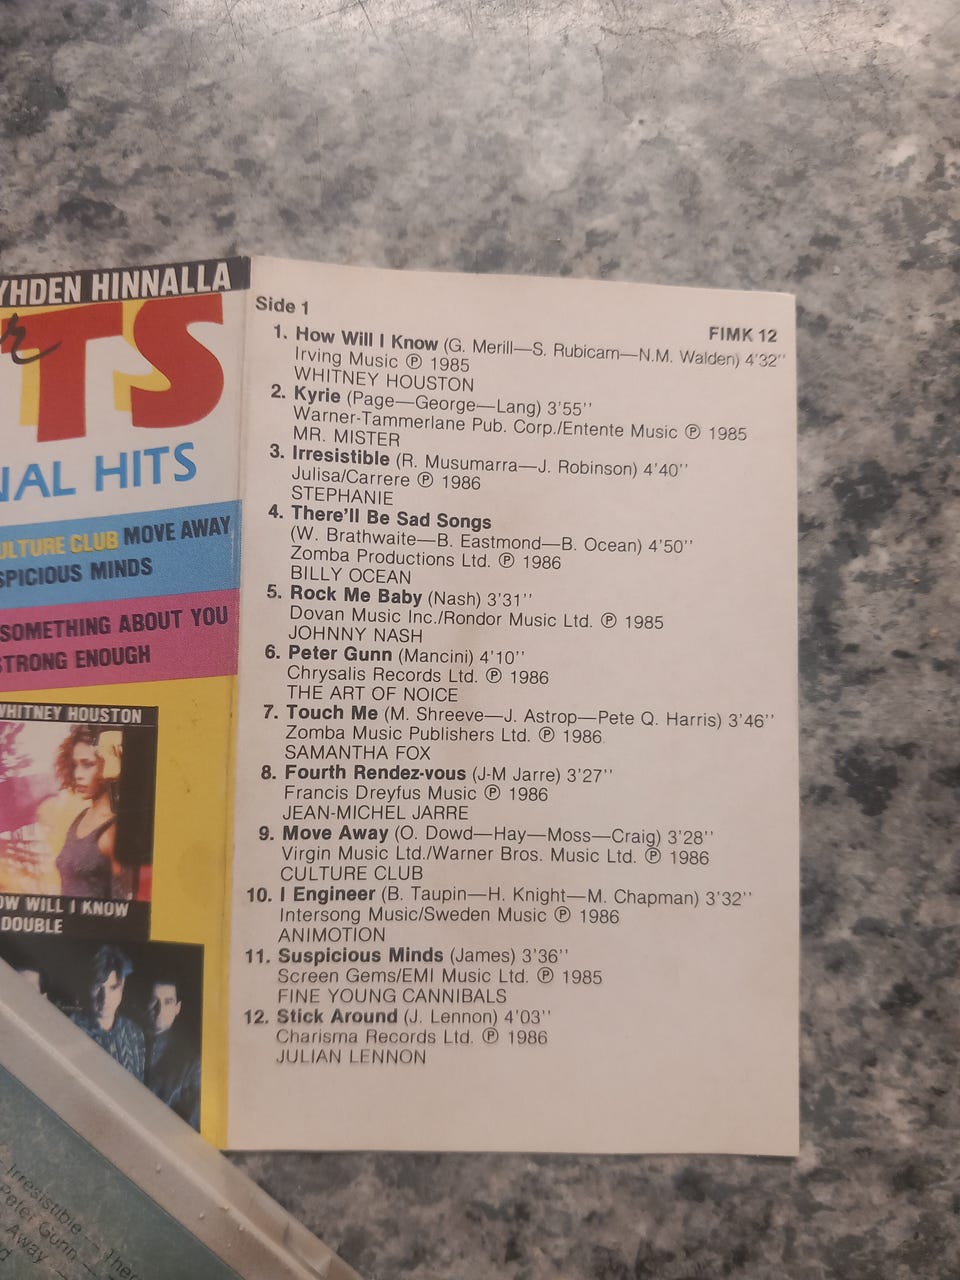 YHDEN HINNALLA
TS
NAL HITS
ULTURE CLUB MOVE AWAY
SPICIOUS MINDS
SOMETHING ABOUT YOU
STRONG ENOUGH
WHITNEY HOUSTON
OW WILL I KNOW
DOUBLE
Side 1
FIMK 12
1. How Will I Know (G. Merill—S. Rubicam—N.M. Walden) 4'32''
Irving Music Ⓟ 1985
WHITNEY HOUSTON
2. Kyrie (Page—George—Lang) 3'55''
Warner-Tammerlane Pub. Corp./Entente Music Ⓟ 1985
MR. MISTER
3. Irresistible (R. Musumarra—J. Robinson) 4'40''
Julisa/Carrere Ⓟ 1986
STEPHANIE
4. There'll Be Sad Songs
(W. Brathwaite—B. Eastmond—B. Ocean) 4'50''
Zomba Productions Ltd. Ⓟ 1986
BILLY OCEAN
5. Rock Me Baby (Nash) 3'31''
Dovan Music Inc./Rondor Music Ltd. Ⓟ 1985
JOHNNY NASH
6. Peter Gunn (Mancini) 4'10''
Chrysalis Records Ltd. Ⓟ 1986
THE ART OF NOICE
7. Touch Me (M. Shreeve—J. Astrop—Pete Q. Harris) 3'46''
Zomba Music Publishers Ltd. Ⓟ 1986
SAMANTHA FOX
8. Fourth Rendez-vous (J-M Jarre) 3'27''
Francis Dreyfus Music Ⓟ 1986
JEAN-MICHEL JARRE
9. Move Away (O. Dowd—Hay—Moss—Craig) 3'28''
Virgin Music Ltd./Warner Bros. Music Ltd. Ⓟ 1986
CULTURE CLUB
10. I Engineer (B. Taupin—H. Knight—M. Chapman) 3'32''
Intersong Music/Sweden Music Ⓟ 1986
ANIMOTION
11. Suspicious Minds (James) 3'36''
Screen Gems/EMI Music Ltd. Ⓟ 1985
FINE YOUNG CANNIBALS
12. Stick Around (J. Lennon) 4'03''
Charisma Records Ltd. Ⓟ 1986
JULIAN LENNON
Irresistible — Ther
Peter Gunn —
Away —